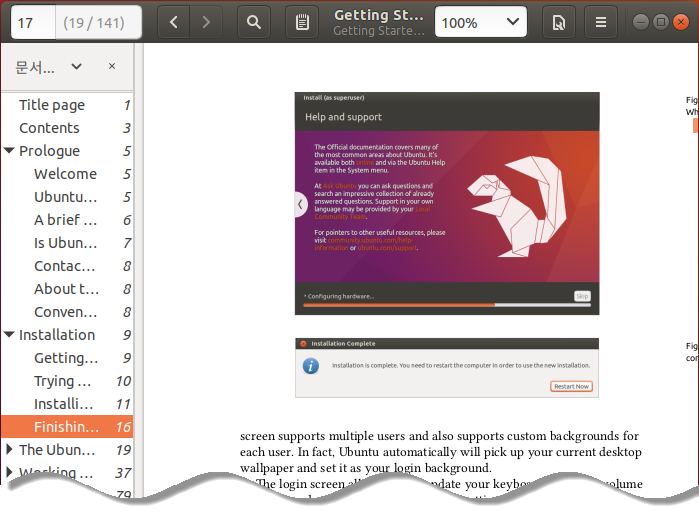 17 (19 / 141) Getting St... 100%
Getting Starte...
문서...
Title page 1
Contents 3
Prologue 5
Welcome 5
Ubuntu... 5
A brief ... 6
Is Ubun... 7
Contac... 8
About t... 8
Conven... 8
Installation 9
Getting... 9
Trying ... 10
Installi... 11
Finishin... 16
The Ubun... 19
Working ... 37
79
Install (as superuser)
Help and support
The Official documentation covers many of
the most common areas about Ubuntu. It's
available both online and via the Ubuntu Help
item in the System menu.
At Ask Ubuntu you can ask questions and
search an impressive collection of already
answered questions. Support in your own
language may be provided by your Local
Community Team.
For pointers to other useful resources, please
visit community.ubuntu.com/help-
information or ubuntu.com/support.
Configuring hardware... Skip
Fig
Wh
Installation Complete
Installation is complete. You need to restart the computer in order to use the new installation.
Restart Now
Fig
con
screen supports multiple users and also supports custom backgrounds for
each user. In fact, Ubuntu automatically will pick up your current desktop
wallpaper and set it as your login background.
The login screen update your volume